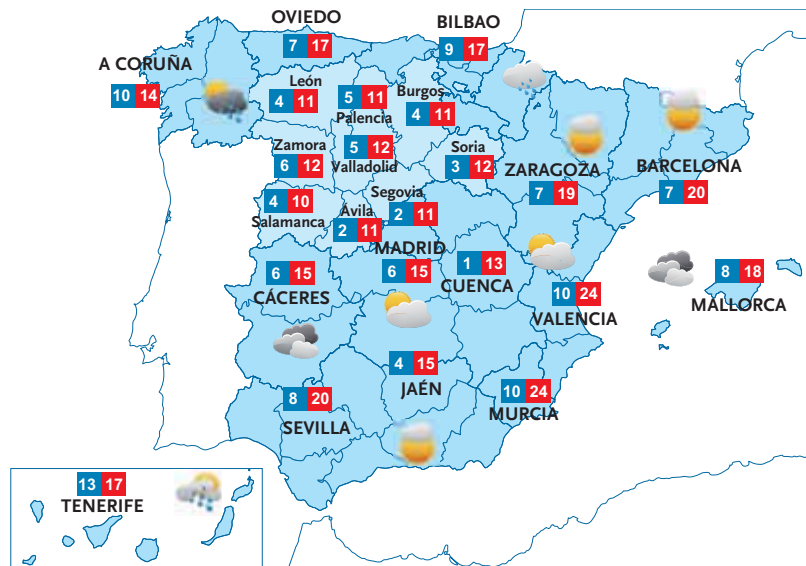 OVIEDO
7 17
BILBAO
9 17
A CORUÑA
10 14
León
4 11
5 11
Palencia
Burgos
4 11
Zamora
6 12
5 12
Valladolid
Soria
3 12
ZARAGOZA
7 19
BARCELONA
7 20
4 10
Salamanca
Ávila
2 11
Segovia
2 11
MADRID
6 15
1 13
CUENCA
6 15
CÁCERES
10 24
VALENCIA
8 18
MALLORCA
4 15
JAÉN
10 24
MURCIA
8 20
SEVILLA
13 17
TENERIFE